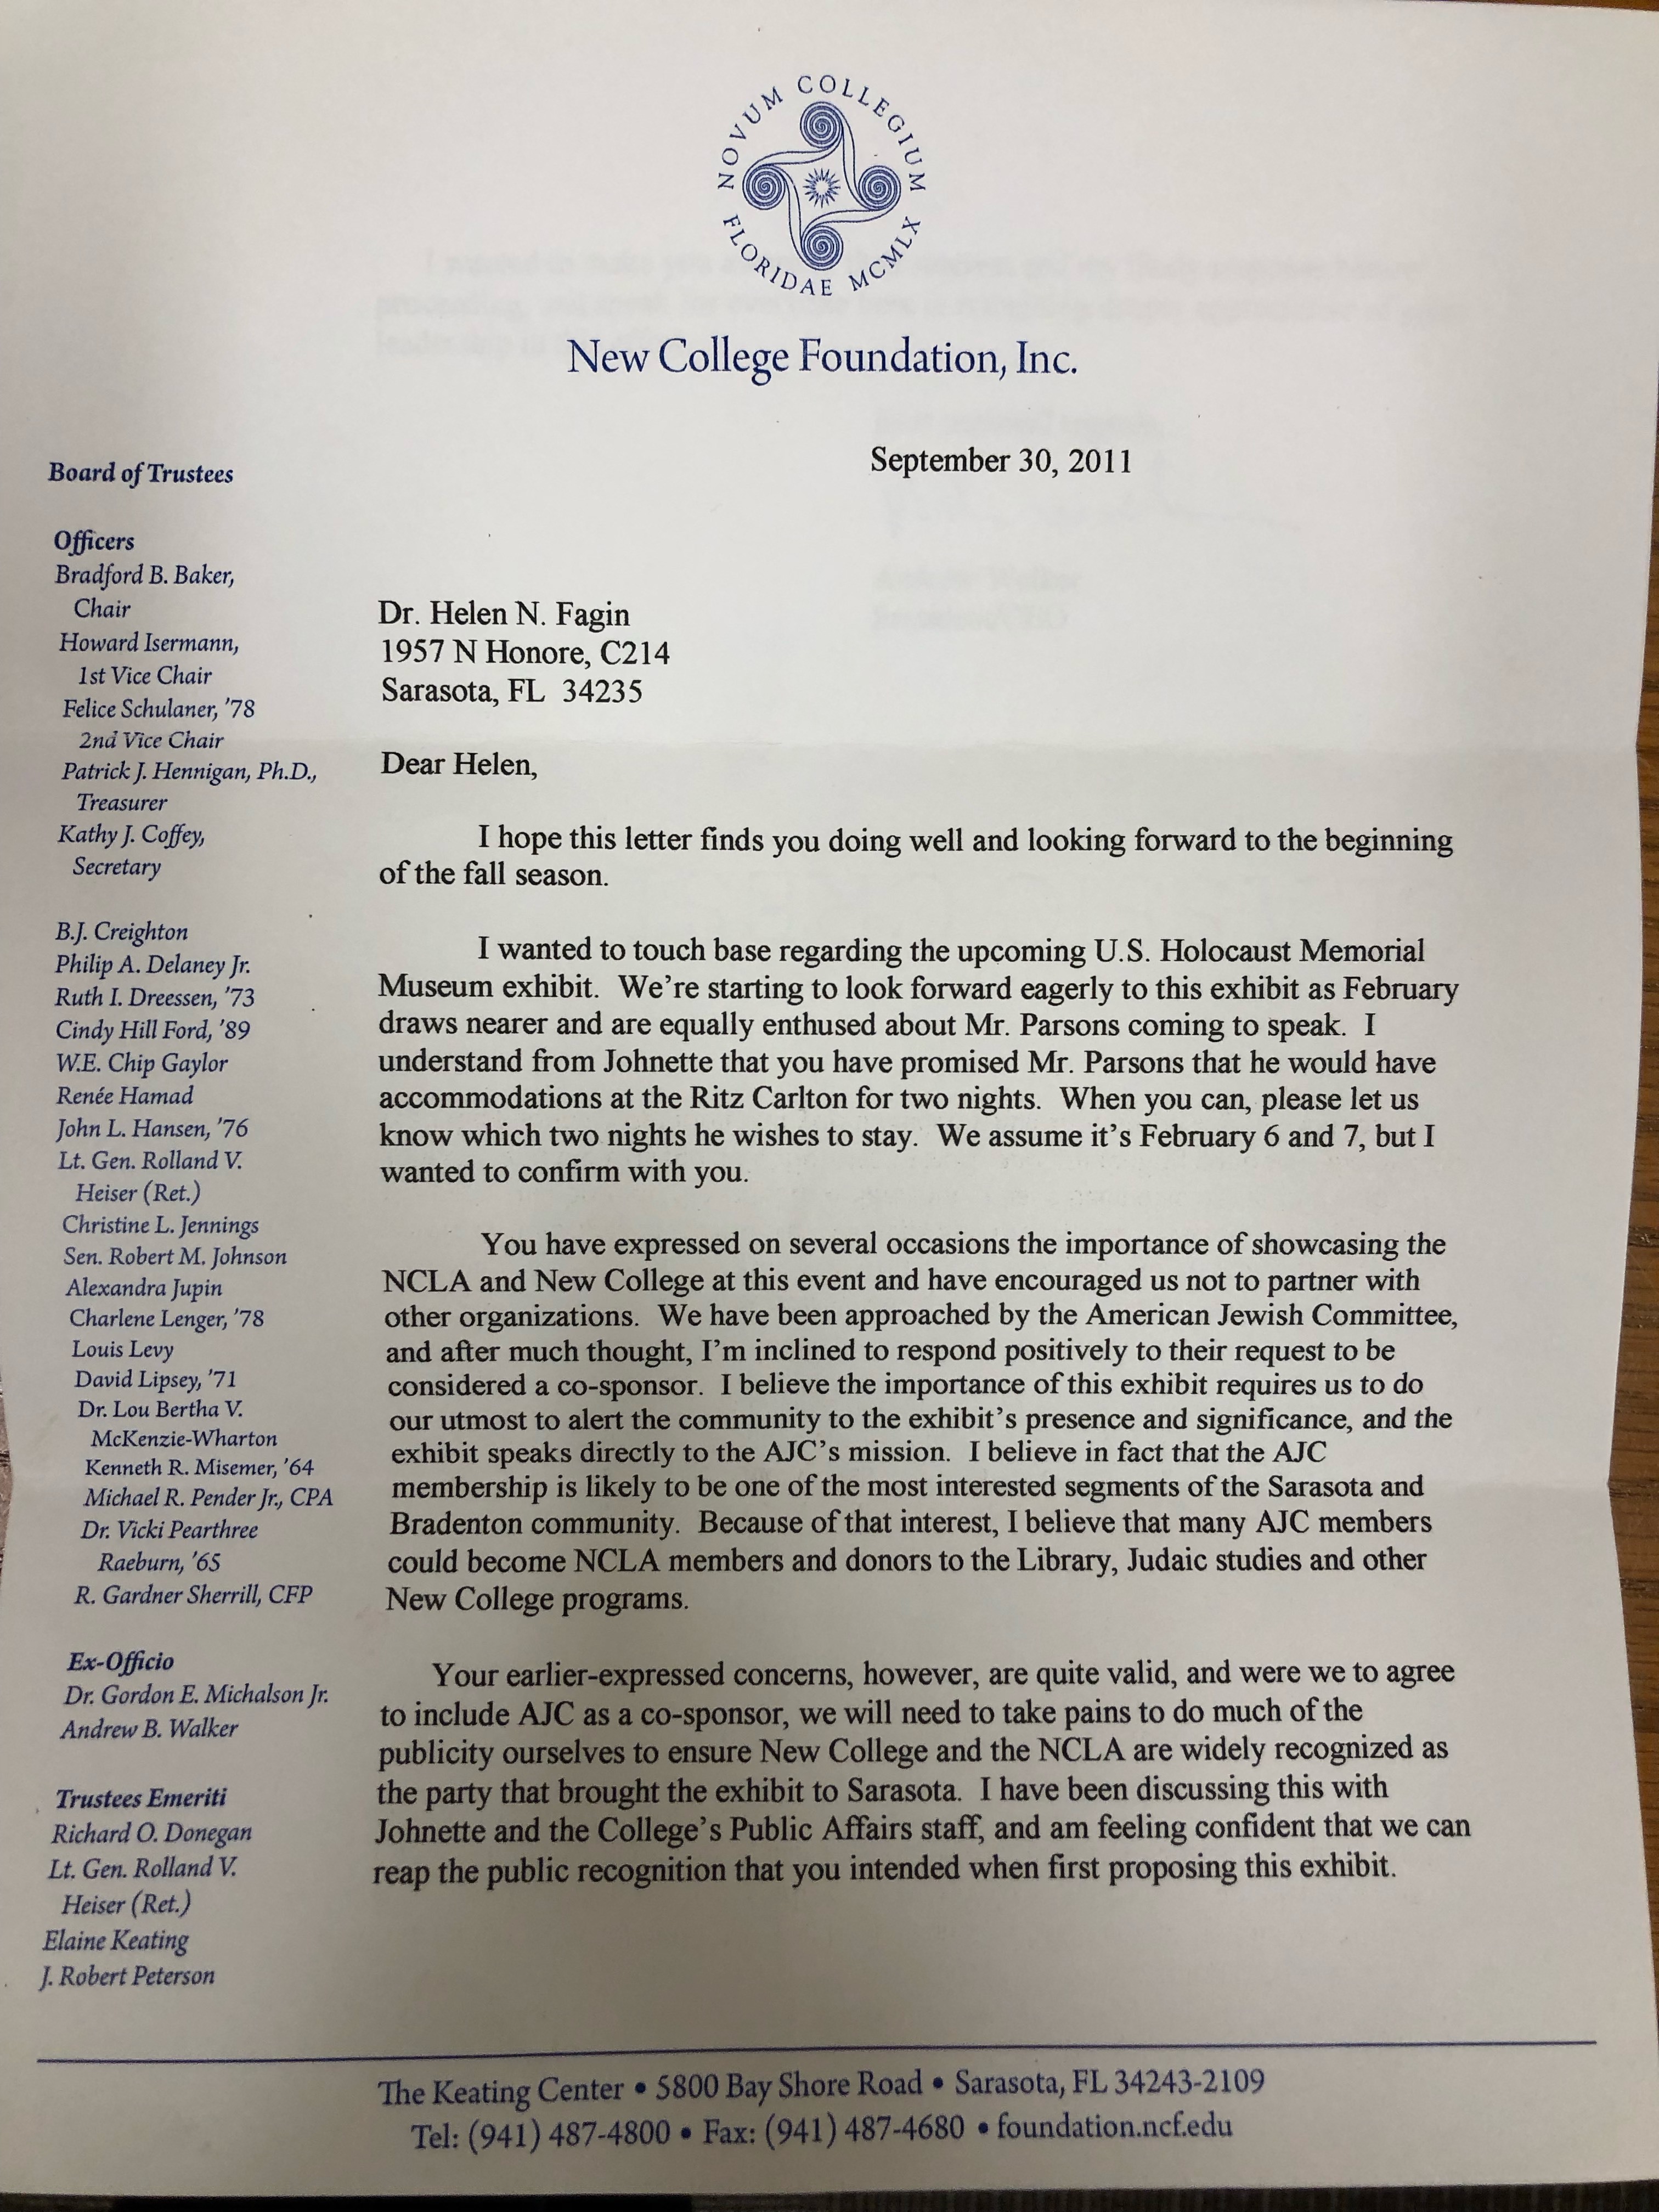 NOVUM COLLEGIUM
FLORIDAE MCMLX
New College Foundation, Inc.
September 30, 2011
Board of Trustees
Officers
Bradford B. Baker,
Chair
Howard Isermann,
1st Vice Chair
Felice Schulaner, '78
2nd Vice Chair
Patrick J. Hennigan, Ph.D.,
Treasurer
Kathy J. Coffey,
Secretary
B.J. Creighton
Philip A. Delaney Jr.
Ruth I. Dreessen, '73
Cindy Hill Ford, '89
W.E. Chip Gaylor
Renée Hamad
John L. Hansen, '76
Lt. Gen. Rolland V.
Heiser (Ret.)
Christine L. Jennings
Sen. Robert M. Johnson
Alexandra Jupin
Charlene Lenger, '78
Louis Levy
David Lipsey, '71
Dr. Lou Bertha V.
McKenzie-Wharton
Kenneth R. Misemer, '64
Michael R. Pender Jr., CPA
Dr. Vicki Pearthree
Raeburn, '65
R. Gardner Sherrill, CFP
Ex-Officio
Dr. Gordon E. Michalson Jr.
Andrew B. Walker
Trustees Emeriti
Richard O. Donegan
Lt. Gen. Rolland V.
Heiser (Ret.)
Elaine Keating
J. Robert Peterson
Dr. Helen N. Fagin
1957 N Honore, C214
Sarasota, FL 34235
Dear Helen,
I hope this letter finds you doing well and looking forward to the beginning
of the fall season.
I wanted to touch base regarding the upcoming U.S. Holocaust Memorial
Museum exhibit. We're starting to look forward eagerly to this exhibit as February
draws nearer and are equally enthused about Mr. Parsons coming to speak. I
understand from Johnette that you have promised Mr. Parsons that he would have
accommodations at the Ritz Carlton for two nights. When you can, please let us
know which two nights he wishes to stay. We assume it's February 6 and 7, but I
wanted to confirm with you.
You have expressed on several occasions the importance of showcasing the
NCLA and New College at this event and have encouraged us not to partner with
other organizations. We have been approached by the American Jewish Committee,
and after much thought, I'm inclined to respond positively to their request to be
considered a co-sponsor. I believe the importance of this exhibit requires us to do
our utmost to alert the community to the exhibit's presence and significance, and the
exhibit speaks directly to the AJC's mission. I believe in fact that the AJC
membership is likely to be one of the most interested segments of the Sarasota and
Bradenton community. Because of that interest, I believe that many AJC members
could become NCLA members and donors to the Library, Judaic studies and other
New College programs.
Your earlier-expressed concerns, however, are quite valid, and were we to agree
to include AJC as a co-sponsor, we will need to take pains to do much of the
publicity ourselves to ensure New College and the NCLA are widely recognized as
the party that brought the exhibit to Sarasota. I have been discussing this with
Johnette and the College's Public Affairs staff, and am feeling confident that we can
reap the public recognition that you intended when first proposing this exhibit.
The Keating Center • 5800 Bay Shore Road • Sarasota, FL 34243-2109
Tel: (941) 487-4800 • Fax: (941) 487-4680 • foundation.ncf.edu